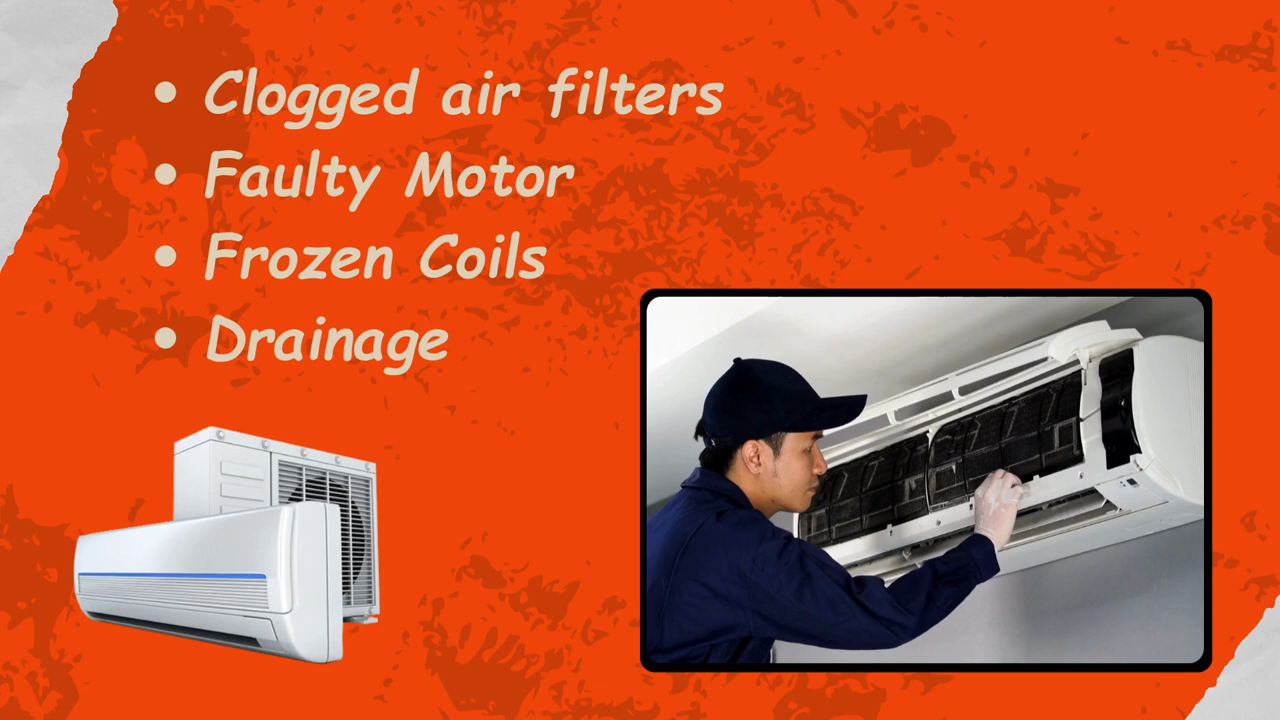 • Clogged air filters
• Faulty Motor
• Frozen Coils
• Drainage